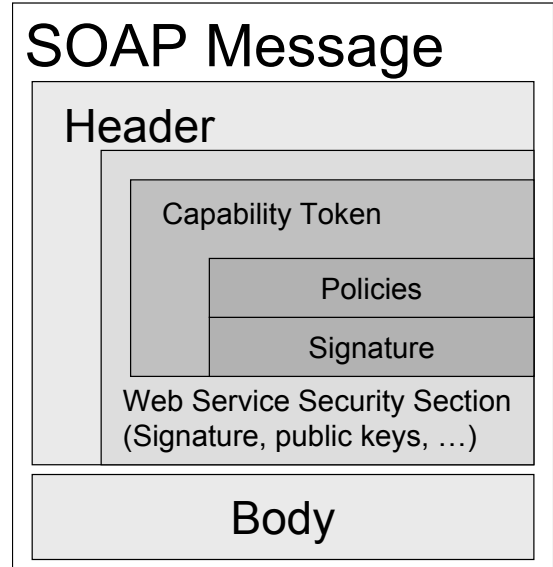 SOAP Message
Header
Capability Token
Policies
Signature
Web Service Security Section
(Signature, public keys, …)
Body